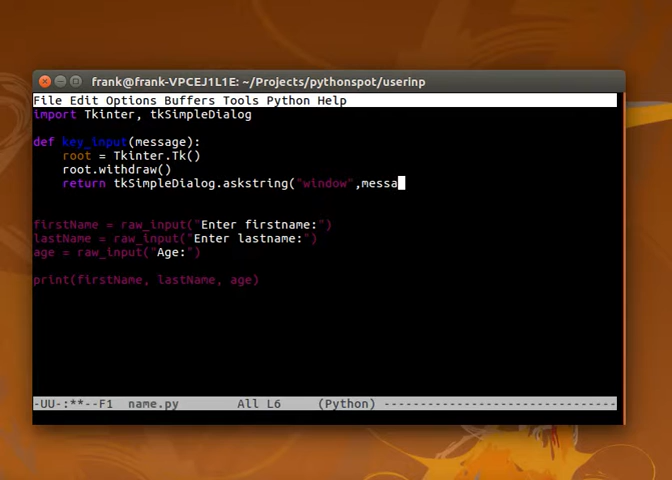 frank@frank-VPCEJ1L1E: ~/Projects/pythonspot/userinp
File Edit Options Buffers Tools Python Help
import Tkinter, tkSimpleDialog
def key_input(message):
    root = Tkinter.Tk()
    root.withdraw()
    return tkSimpleDialog.askstring("window",messa
firstName = raw_input("Enter firstname:")
lastName = raw_input("Enter lastname:")
age = raw_input("Age:")
print(firstName, lastName, age)
-UU-:**--F1  name.py        All L6     (Python) --------------------------------